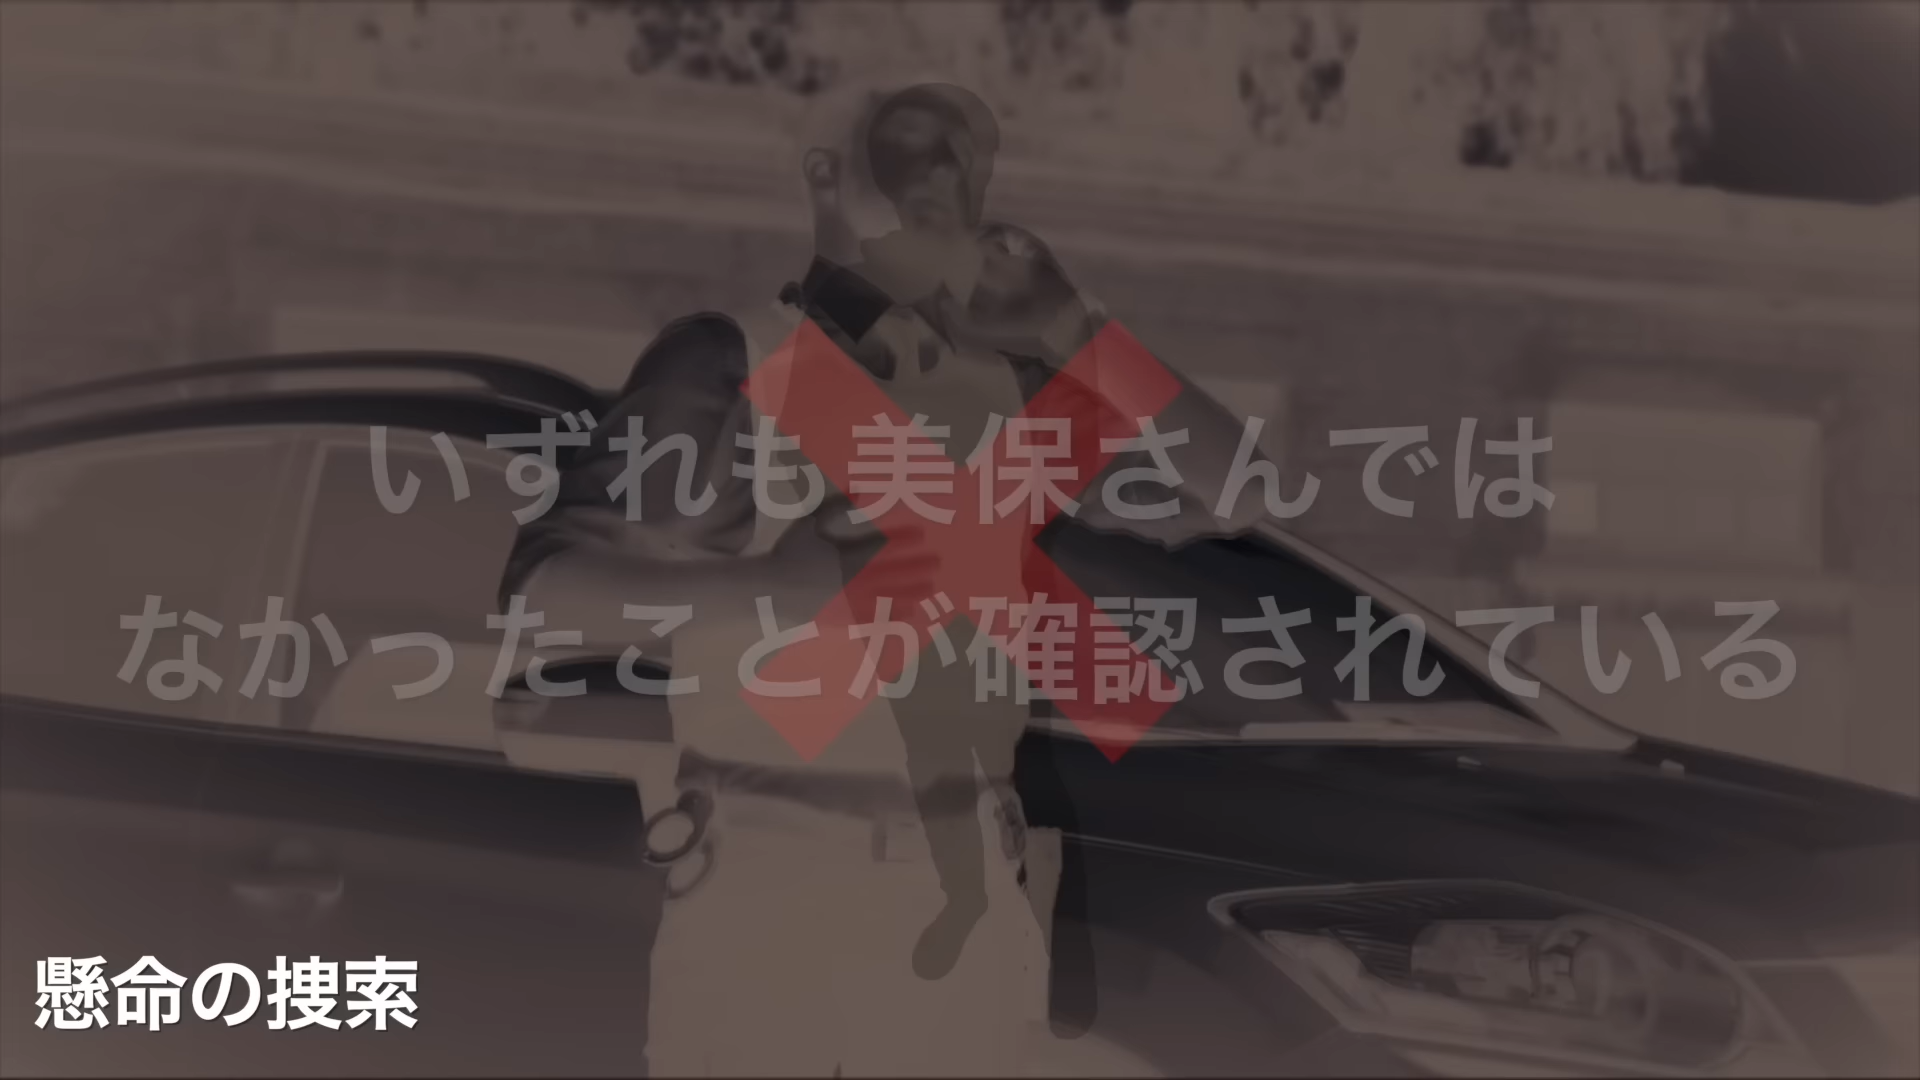 いずれも美保さんでは
なかったことが確認されている
懸命の捜索